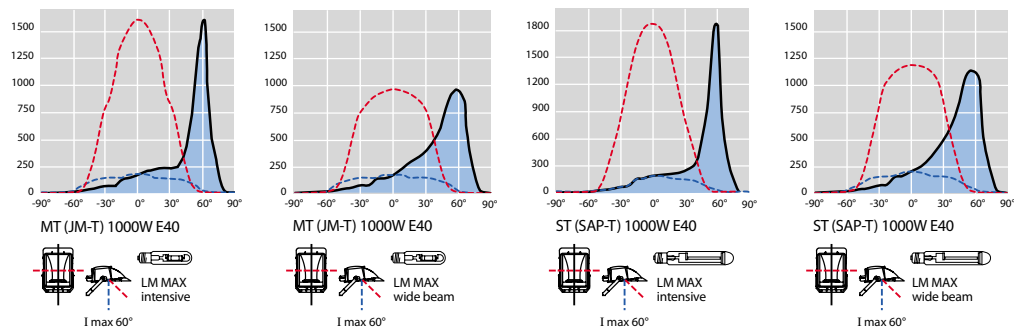 1500
1250
1000
750
500
250
0
-90° -60° -30° 0° 30° 60° 90°
MT (JM-T) 1000W E40
LM MAX
intensive
I max 60°
1500
1250
1000
750
500
250
0
-90° -60° -30° 0° 30° 60° 90°
MT (JM-T) 1000W E40
LM MAX
wide beam
I max 60°
1800
1500
1200
900
600
300
0
-90° -60° -30° 0° 30° 60° 90°
ST (SAP-T) 1000W E40
LM MAX
intensive
I max 60°
1500
1250
1000
750
500
250
0
-90° -60° -30° 0° 30° 60° 90°
ST (SAP-T) 1000W E40
LM MAX
wide beam
I max 60°